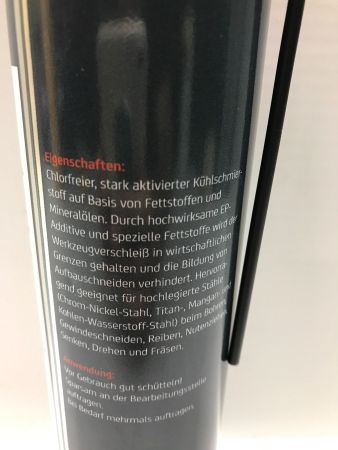 Eigenschaften:
Chlorfreier, stark aktivierter Kühlschmier-
stoff auf Basis von Fettstoffen und
Mineralölen. Durch hochwirksame EP-
Additive und spezielle Fettstoffe wird der
Werkzeugverschleiß in wirtschaftlichen
Grenzen gehalten und die Bildung von
Aufbauschneiden verhindert. Hervorra-
gend geeignet für hochlegierte Stähle
(Chrom-Nickel-Stahl, Titan-, Mangan- und
Kohlen-Wasserstoff-Stahl) beim Bohren,
Gewindeschneiden, Reiben, Nutenziehen,
Senken, Drehen und Fräsen.
Anwendung:
Vor Gebrauch gut schütteln!
Sparsam an der Bearbeitungsstelle
auftragen.
Bei Bedarf mehrmals auftragen